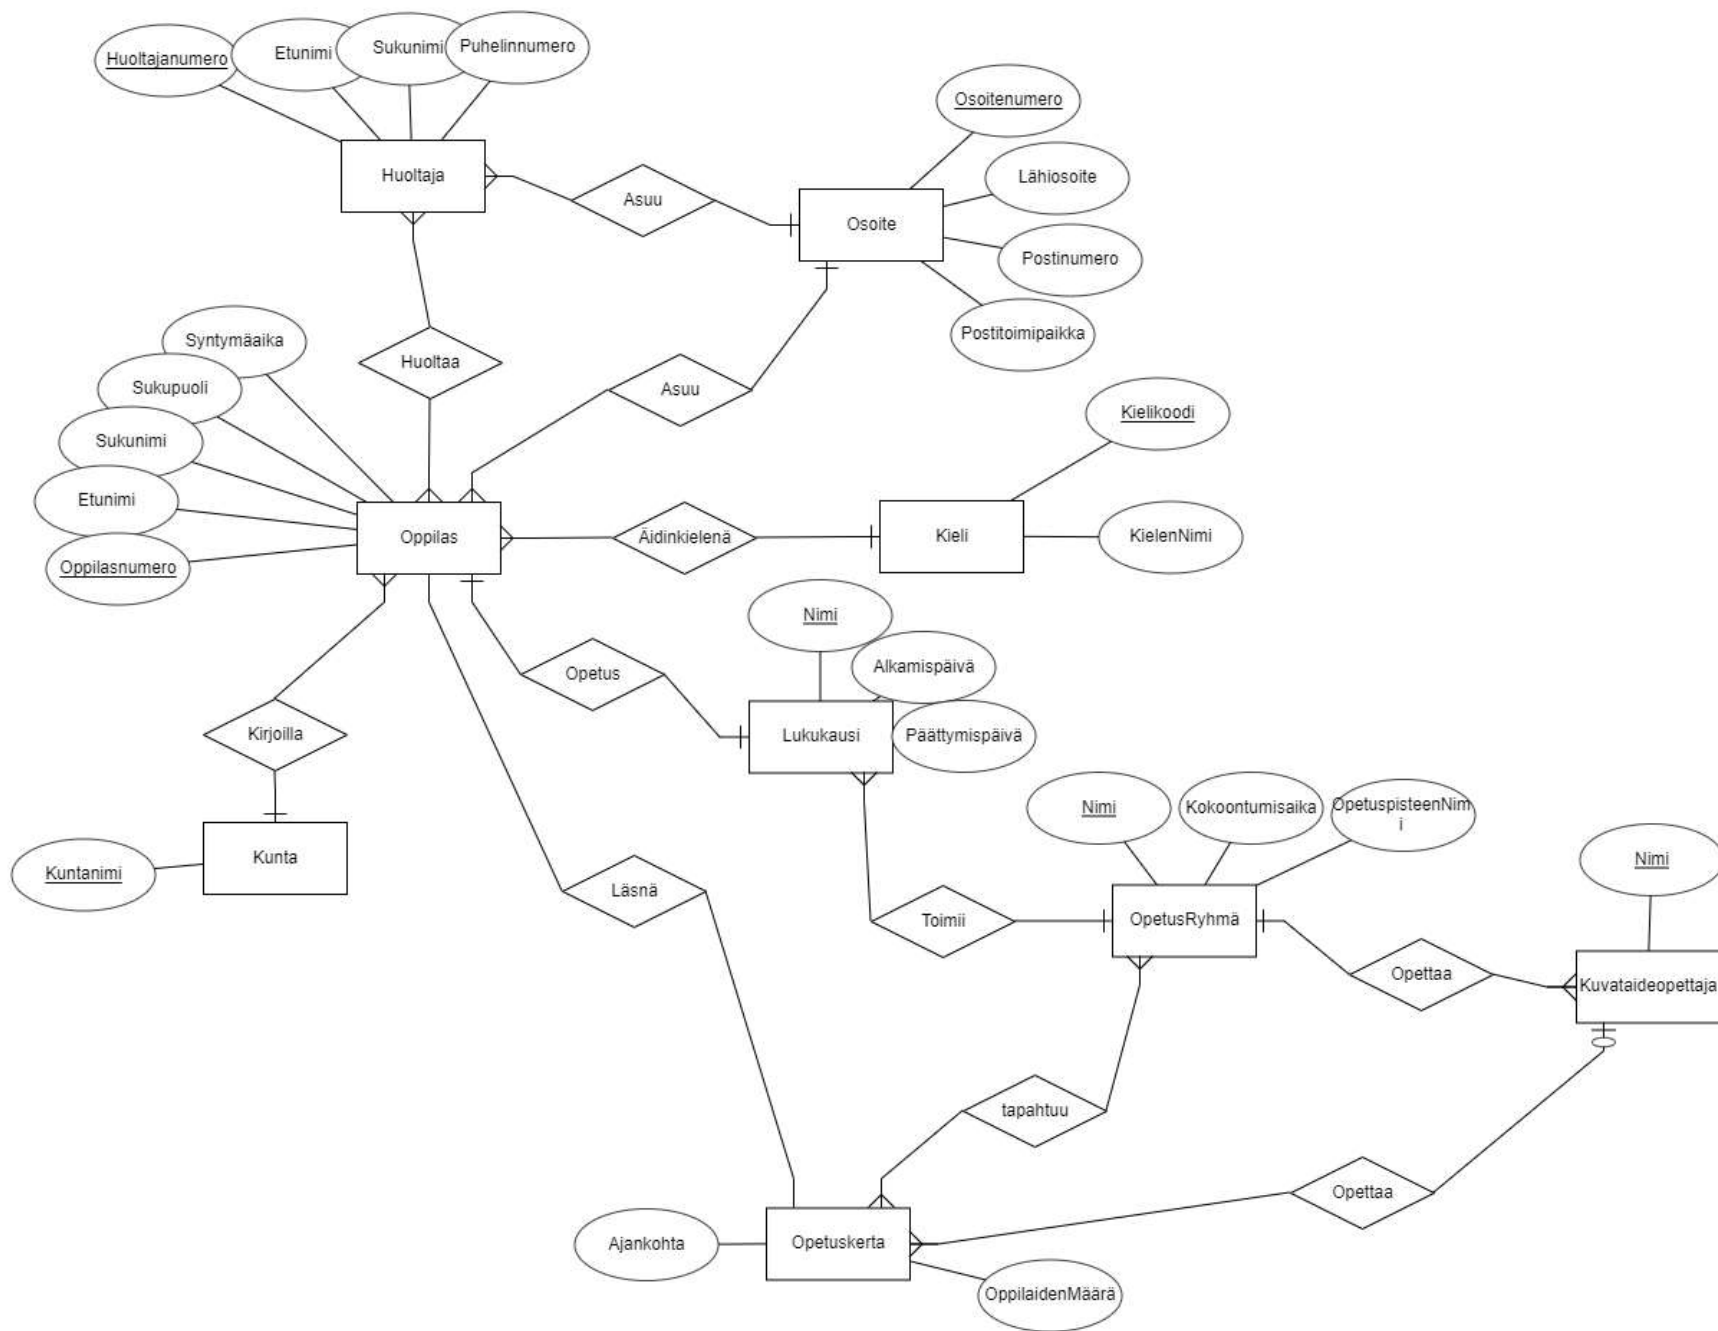 Huoltajanumero
Etunimi
Sukunimi
Puhelinnumero
Osoitenumero
Huoltaja
Asuu
Lähiosoite
Osoite
Postinumero
Postitoimipaikka
Syntymäaika
Huoltaa
Sukupuoli
Asuu
Kielikoodi
Sukunimi
Etunimi
Oppilas
Äidinkielenä
Kieli
KielenNimi
Oppilasnumero
Nimi
Opetus
Alkamispäivä
Kirjoilla
Lukukausi
Päättymispäivä
Nimi
Kokoontumisaika
OpetuspisteenNim
i
Kuntanimi
Kunta
Nimi
Läsnä
Toimii
OpetusRyhmä
Opettaa
Kuvataideopettaja
tapahtuu
Opettaa
Ajankohta
Opetuskerta
OppilaidenMäärä